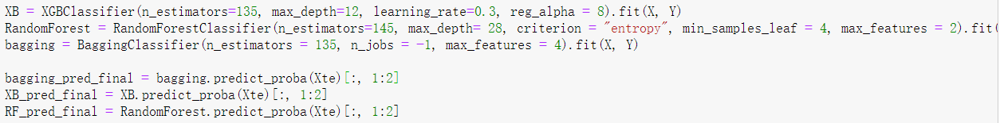 XB = XGBClassifier(n_estimators=135, max_depth=12, learning_rate=0.3, reg_alpha = 8).fit(X, Y)
RandomForest = RandomForestClassifier(n_estimators=145, max_depth= 28, criterion = "entropy", min_samples_leaf = 4, max_features = 2).fit(
bagging = BaggingClassifier(n_estimators = 135, n_jobs = -1, max_features = 4).fit(X, Y)
bagging_pred_final = bagging.predict_proba(Xte)[:, 1:2]
XB_pred_final = XB.predict_proba(Xte)[:, 1:2]
RF_pred_final = RandomForest.predict_proba(Xte)[:, 1:2]